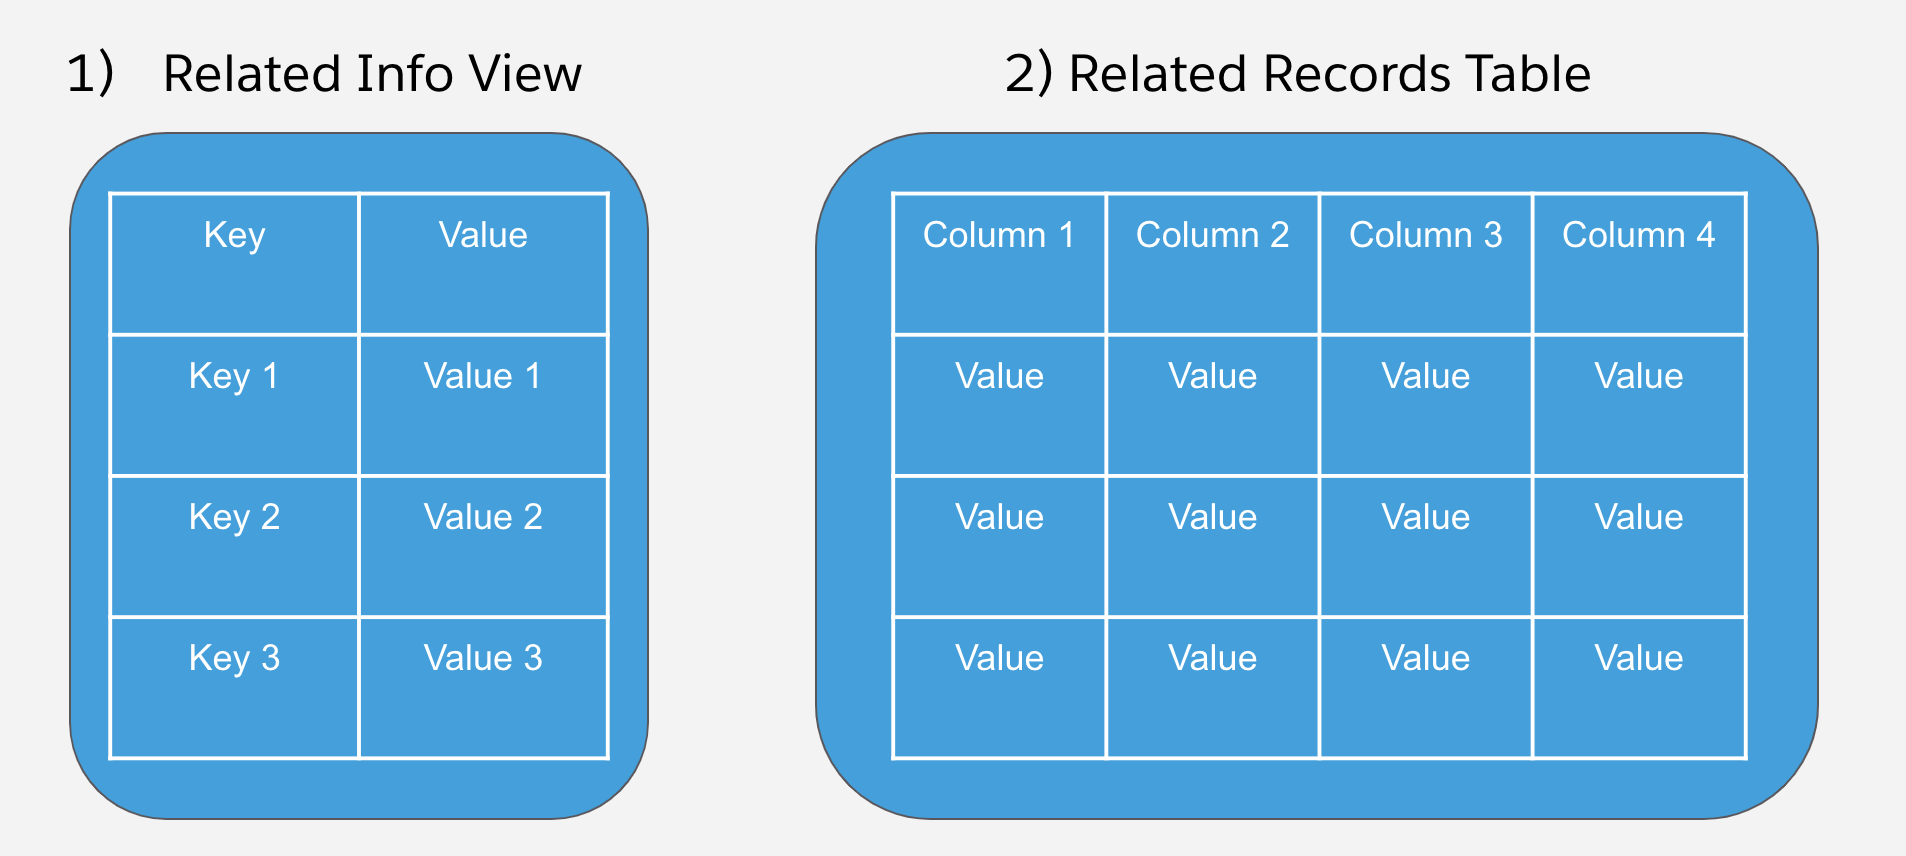 1) Related Info View
2) Related Records Table
Key Value
Key 1 Value 1
Key 2 Value 2
Key 3 Value 3
Column 1 Column 2 Column 3 Column 4
Value Value Value Value
Value Value Value Value
Value Value Value Value